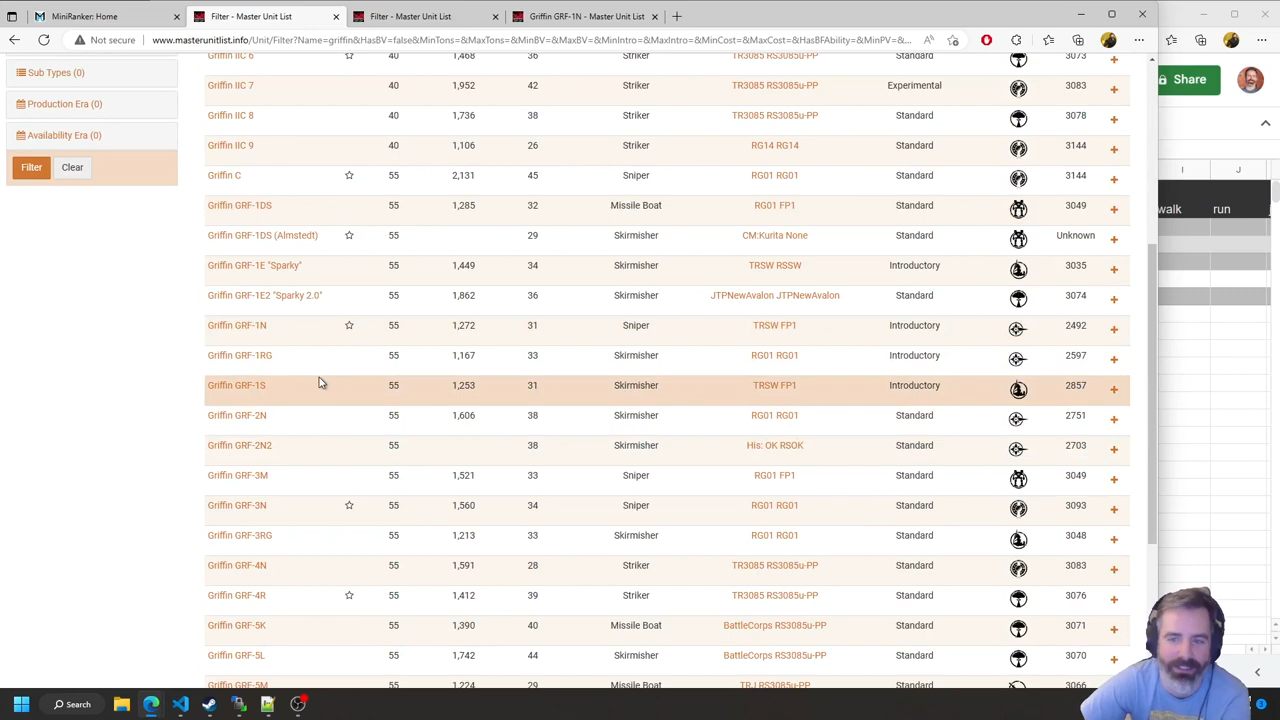 MiniRanker: Home
Filter - Master Unit List
Filter - Master Unit List
Griffin GRF-1N - Master Unit List
Not secure www.masterunitlist.info/Unit/Filter?Name=griffin&HasBV=false&MinTons=&MaxTons=&MinBV=&MaxBV=&MinIntro=&MaxIntro=&MinCost=&MaxCost=&HasBFAbility=&MinPV=&...
Share
Sub Types (0)
Production Era (0)
Availability Era (0)
Filter Clear
Griffin IIC 6 40 1,468 36 Striker TR3085 RS3085u-PP Standard 3073
Griffin IIC 7 40 1,952 42 Striker TR3085 RS3085u-PP Experimental 3083
Griffin IIC 8 40 1,736 38 Striker TR3085 RS3085u-PP Standard 3078
Griffin IIC 9 40 1,106 26 Striker RG14 RG14 Standard 3144
Griffin C 55 2,131 45 Sniper RG01 RG01 Standard 3144
Griffin GRF-1DS 55 1,285 32 Missile Boat RG01 FP1 Standard 3049
Griffin GRF-1DS (Almstedt) 55 29 Skirmisher CM:Kurita None Standard Unknown
Griffin GRF-1E "Sparky" 55 1,449 34 Skirmisher TRSW RSSW Introductory 3035
Griffin GRF-1E2 "Sparky 2.0" 55 1,862 36 Skirmisher JTPNewAvalon JTPNewAvalon Standard 3074
Griffin GRF-1N 55 1,272 31 Sniper TRSW FP1 Introductory 2492
Griffin GRF-1RG 55 1,167 33 Skirmisher RG01 RG01 Introductory 2597
Griffin GRF-1S 55 1,253 31 Skirmisher TRSW FP1 Introductory 2857
Griffin GRF-2N 55 1,606 38 Skirmisher RG01 RG01 Standard 2751
Griffin GRF-2N2 55 38 Skirmisher His: OK RSOK Standard 2703
Griffin GRF-3M 55 1,521 33 Sniper RG01 FP1 Standard 3049
Griffin GRF-3N 55 1,560 34 Sniper RG01 RG01 Standard 3093
Griffin GRF-3RG 55 1,213 33 Skirmisher RG01 RG01 Standard 3048
Griffin GRF-4N 55 1,591 28 Striker TR3085 RS3085u-PP Standard 3083
Griffin GRF-4R 55 1,412 39 Striker TR3085 RS3085u-PP Standard 3076
Griffin GRF-5K 55 1,390 40 Missile Boat BattleCorps RS3085u-PP Standard 3071
Griffin GRF-5L 55 1,742 44 Skirmisher BattleCorps RS3085u-PP Standard 3070
Griffin GRF-5M 55 1,224 29 Missile Boat TRJ RS3085u-PP Standard 3066
I J
walk run
Search
3